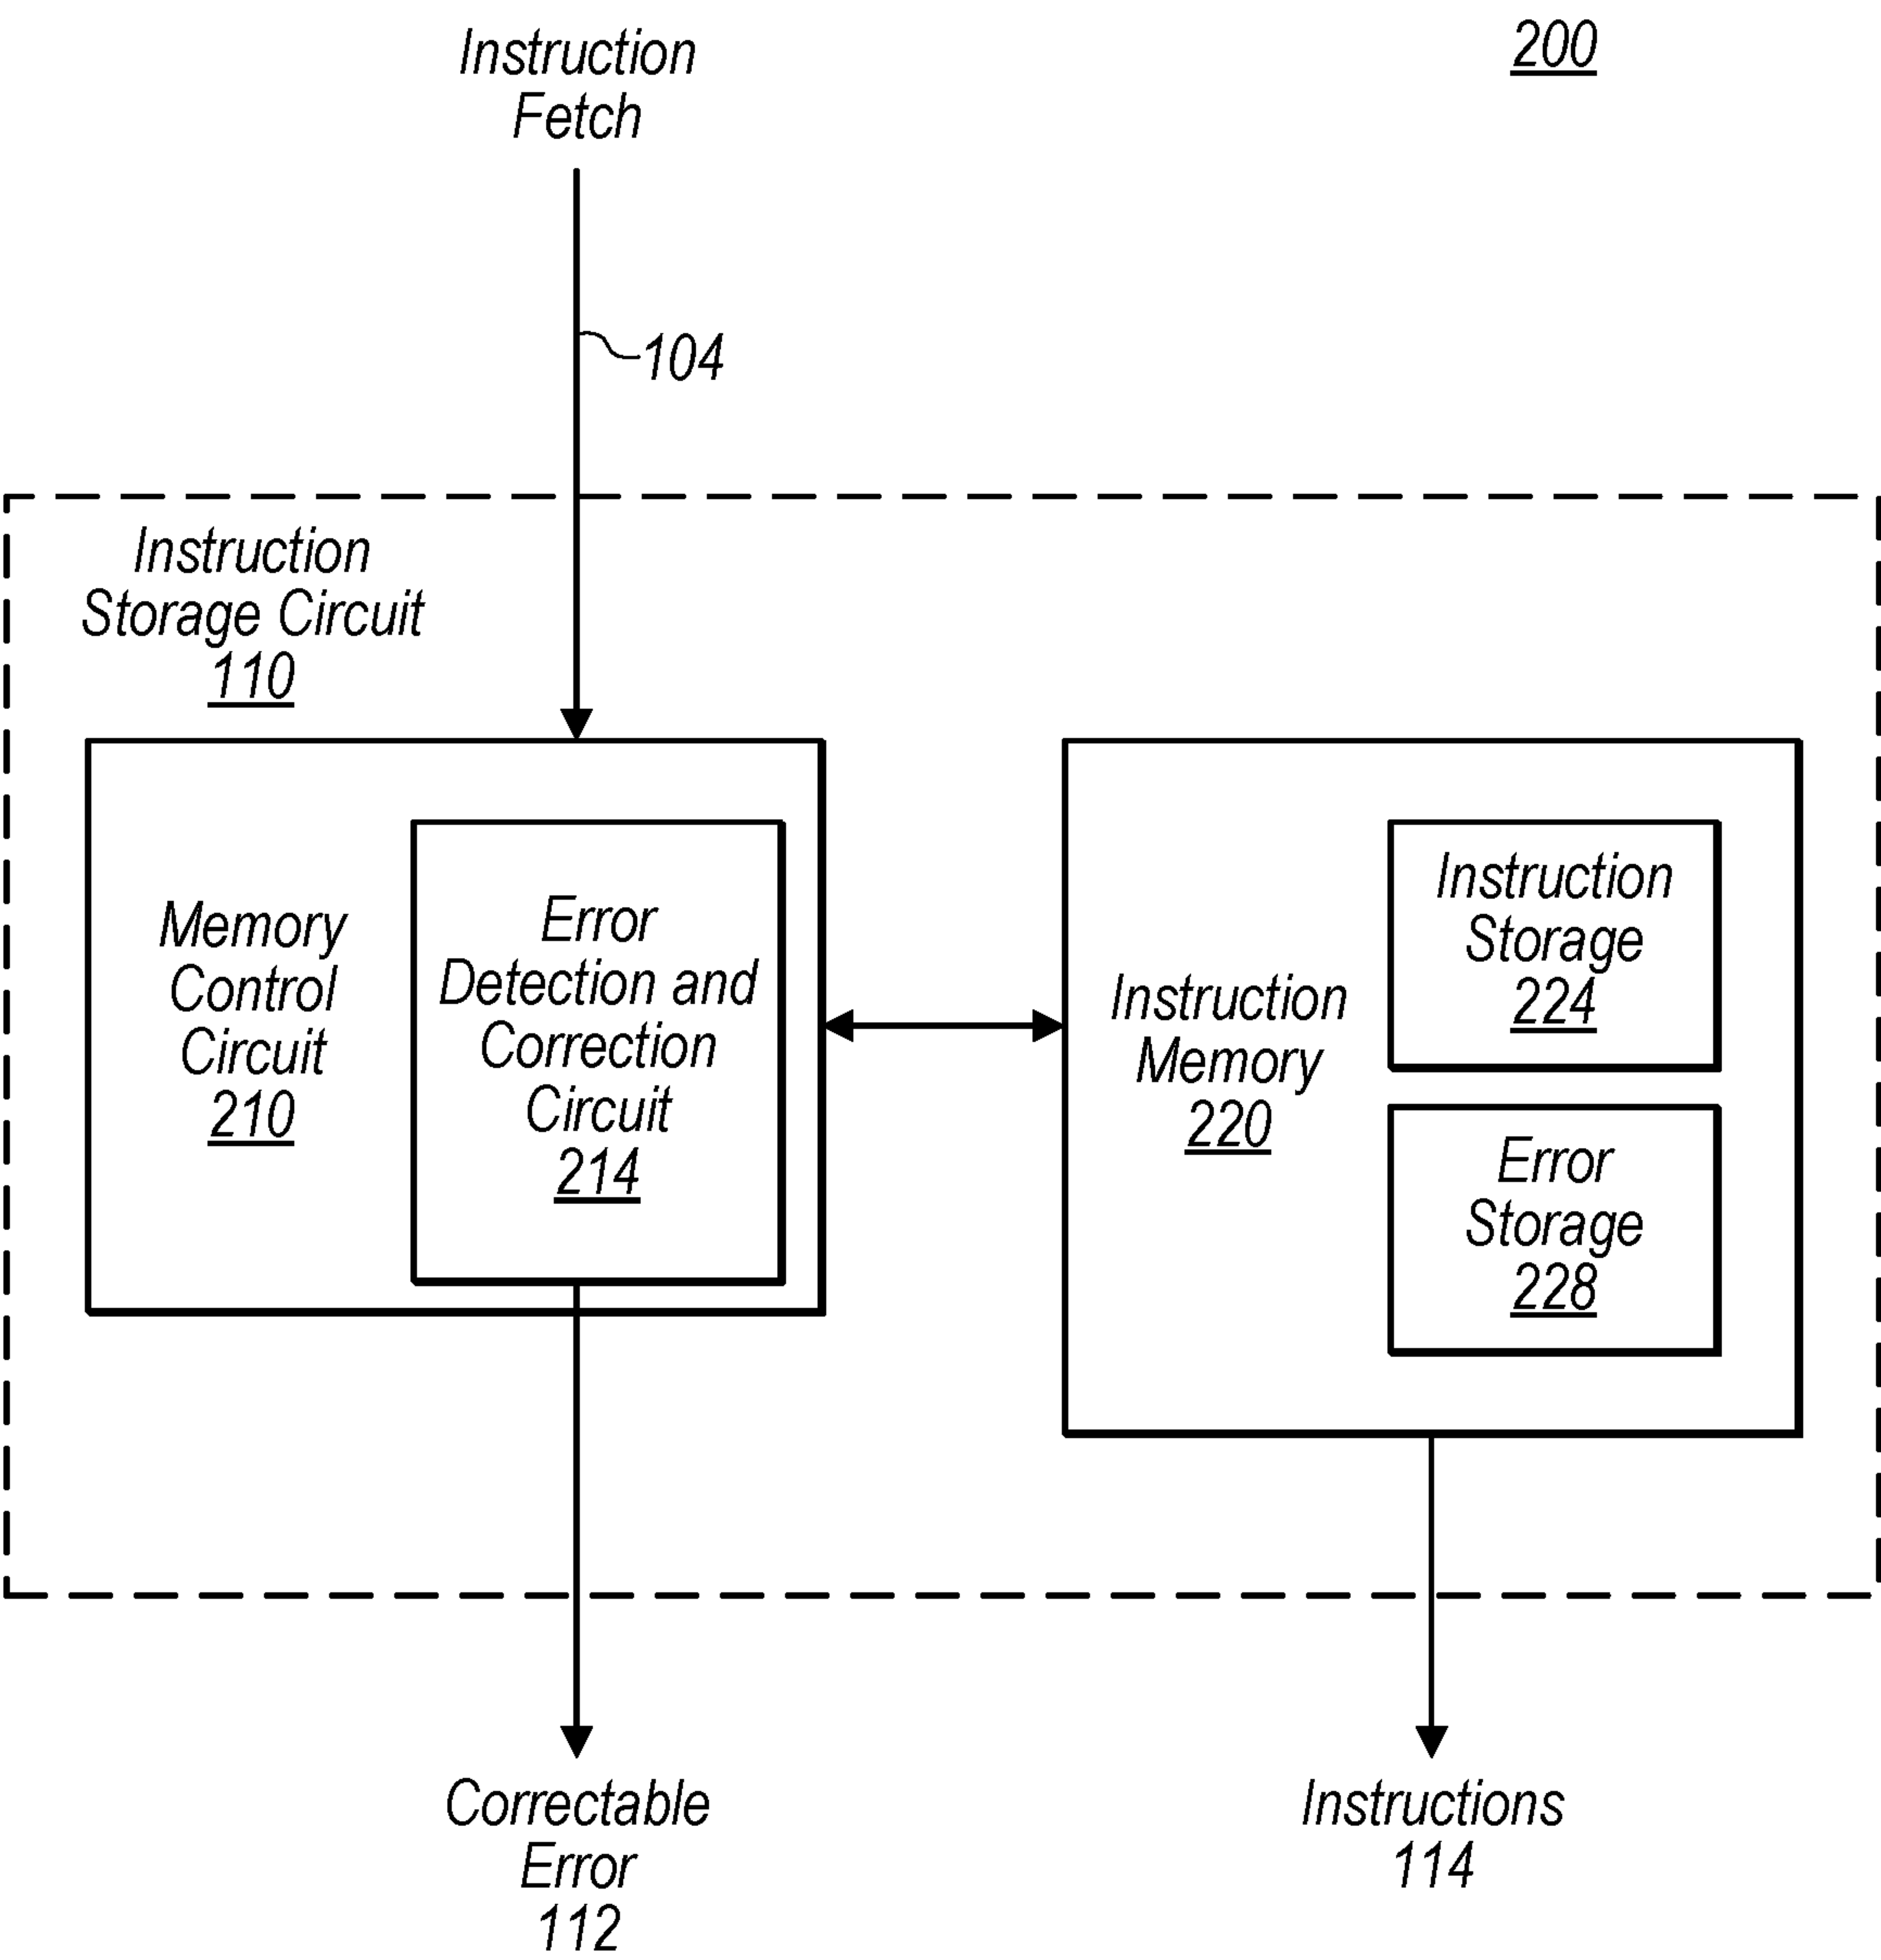 Instruction
Fetch
200
104
Instruction
Storage Circuit
110
Memory
Control
Circuit
210
Error
Detection and
Correction
Circuit
214
Instruction
Memory
220
Instruction
Storage
224
Error
Storage
228
Correctable
Error
112
Instructions
114